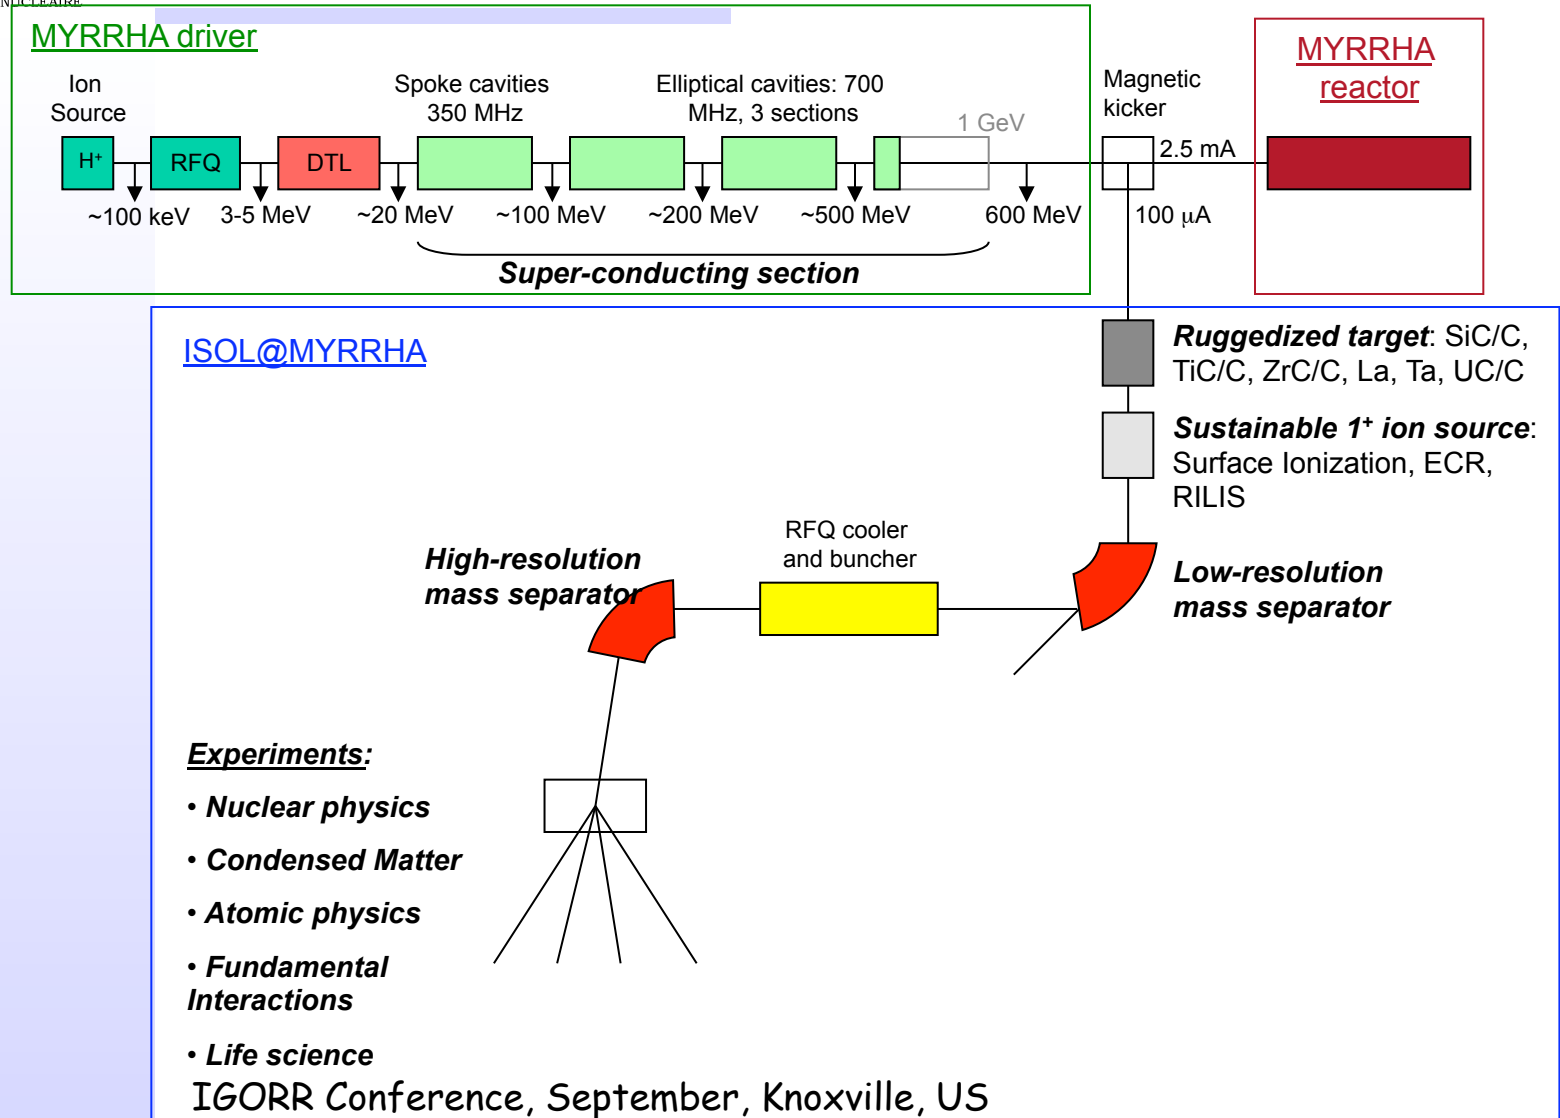 NUCLEAIRE
MYRRHA driver
Ion
Source
Spoke cavities
350 MHz
Elliptical cavities: 700
MHz, 3 sections
1 GeV
Magnetic
kicker
MYRRHA
reactor
H+
RFQ
DTL
2.5 mA
~100 keV
3-5 MeV
~20 MeV
~100 MeV
~200 MeV
~500 MeV
600 MeV
100 μA
Super-conducting section
ISOL@MYRRHA
Ruggedized target: SiC/C,
TiC/C, ZrC/C, La, Ta, UC/C
Sustainable 1+ ion source:
Surface Ionization, ECR,
RILIS
RFQ cooler
and buncher
High-resolution
mass separator
Low-resolution
mass separator
Experiments:
• Nuclear physics
• Condensed Matter
• Atomic physics
• Fundamental
Interactions
• Life science
IGORR Conference, September, Knoxville, US